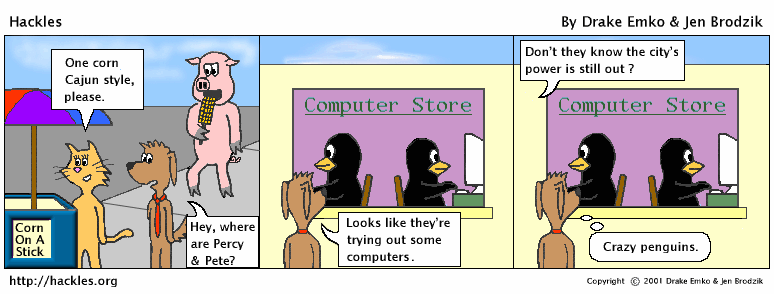 Hackles
By Drake Emko & Jen Brodzik
One corn
Cajun style,
please.
Corn
On A
Stick
Hey, where
are Percy
& Pete?
Computer Store
Looks like they're
trying out some
computers.
Don't they know the city's
power is still out ?
Computer Store
Crazy penguins.
http://hackles.org
Copyright © 2001 Drake Emko & Jen Brodzik